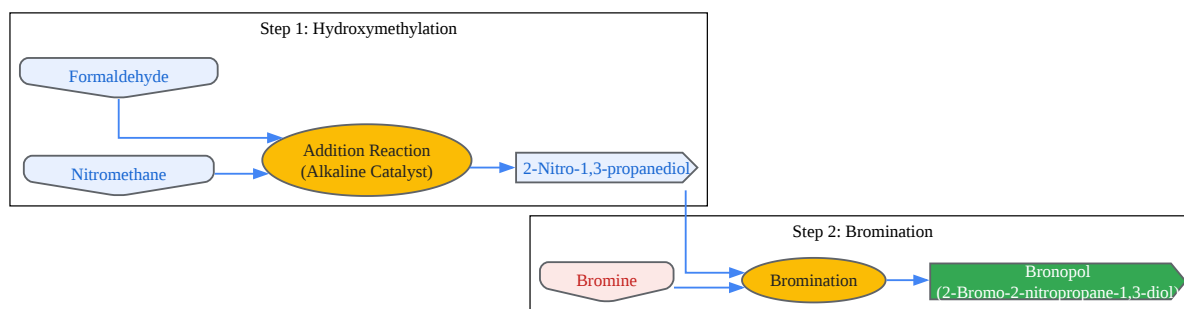 Step 1: Hydroxymethylation
Formaldehyde
Addition Reaction
(Alkaline Catalyst)
Nitromethane
2-Nitro-1,3-propanediol
Step 2: Bromination
Bromine
Bromination
Bronopol
(2-Bromo-2-nitropropane-1,3-diol)